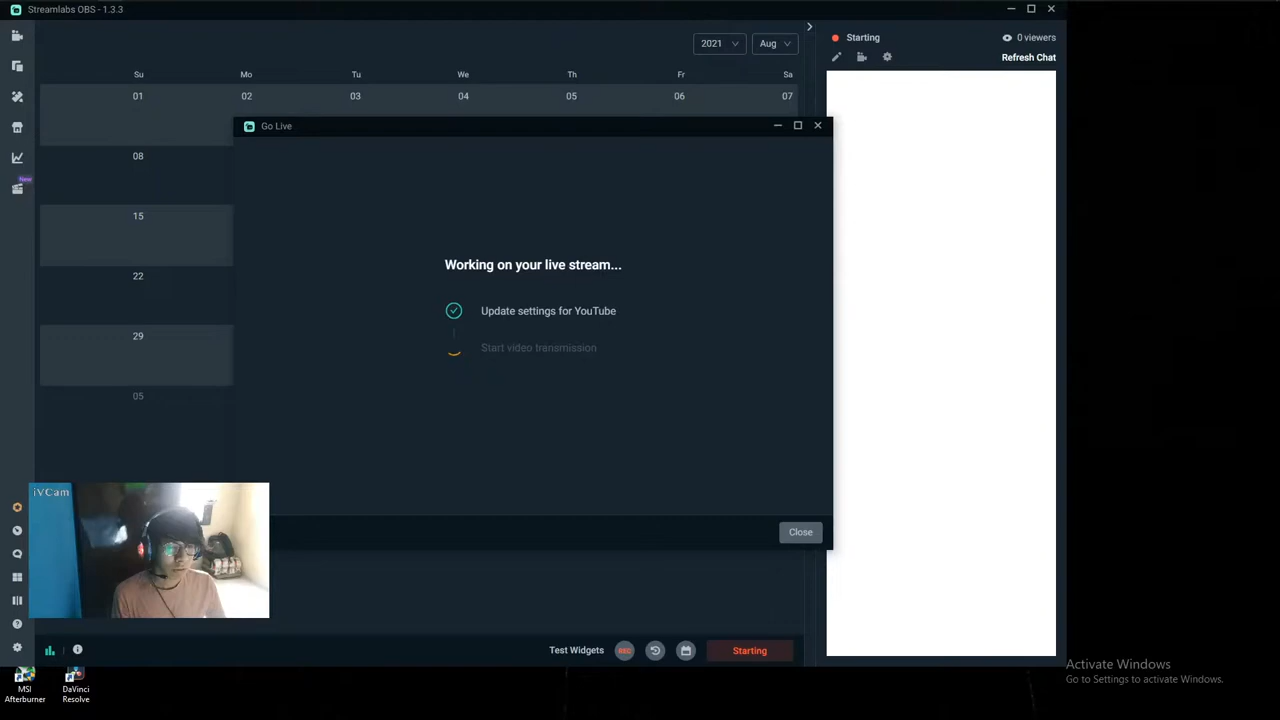 Streamlabs OBS - 1.3.3
2021
Aug
Su Mo Tu We Th Fr Sa
01 02 03 04 05 06 07
08
15
22
29
05
New
Go Live
Working on your live stream...
Update settings for YouTube
Start video transmission
Close
Starting
0 viewers
Refresh Chat
iVCam
Test Widgets
REC
Starting
MSI
Afterburner
DaVinci
Resolve
Activate Windows
Go to Settings to activate Windows.